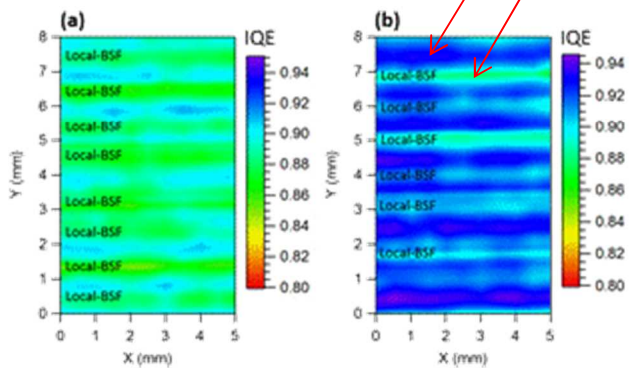 (a)
IQE
8
7
6
5
4
3
2
1
0
Y (mm)
Local-BSF
Local-BSF
Local-BSF
Local-BSF
Local-BSF
Local-BSF
Local-BSF
Local-BSF
0 1 2 3 4 5
X (mm)
0.94
0.92
0.90
0.88
0.86
0.84
0.82
0.80
(b)
IQE
8
7
6
5
4
3
2
1
0
Y (mm)
Local-BSF
Local-BSF
Local-BSF
Local-BSF
Local-BSF
Local-BSF
0 1 2 3 4 5
X (mm)
0.94
0.92
0.90
0.88
0.86
0.84
0.82
0.80